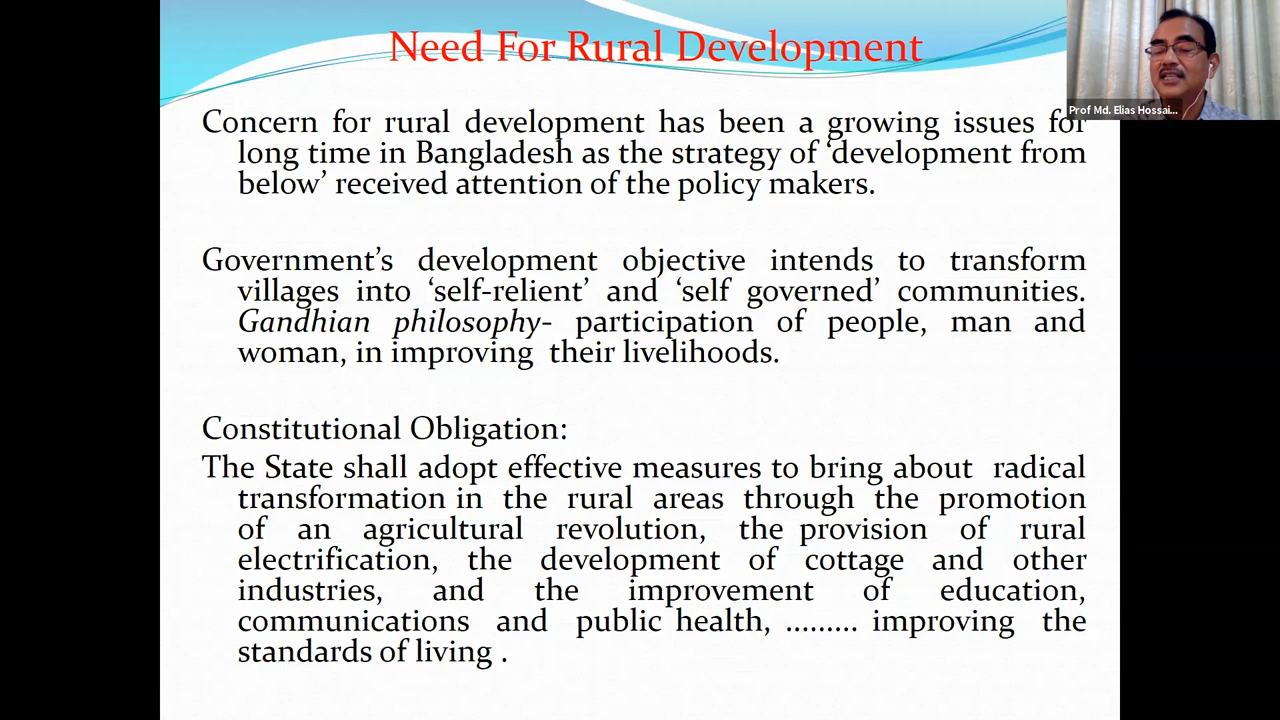 Need For Rural Development
Prof Md. Elias Hossai...
Concern for rural development has been a growing issues for
long time in Bangladesh as the strategy of ‘development from
below’ received attention of the policy makers.
Government’s development objective intends to transform
villages into ‘self-relient’ and ‘self governed’ communities.
Gandhian philosophy- participation of people, man and
woman, in improving their livelihoods.
Constitutional Obligation:
The State shall adopt effective measures to bring about radical
transformation in the rural areas through the promotion
of an agricultural revolution, the provision of rural
electrification, the development of cottage and other
industries, and the improvement of education,
communications and public health, ......... improving the
standards of living .